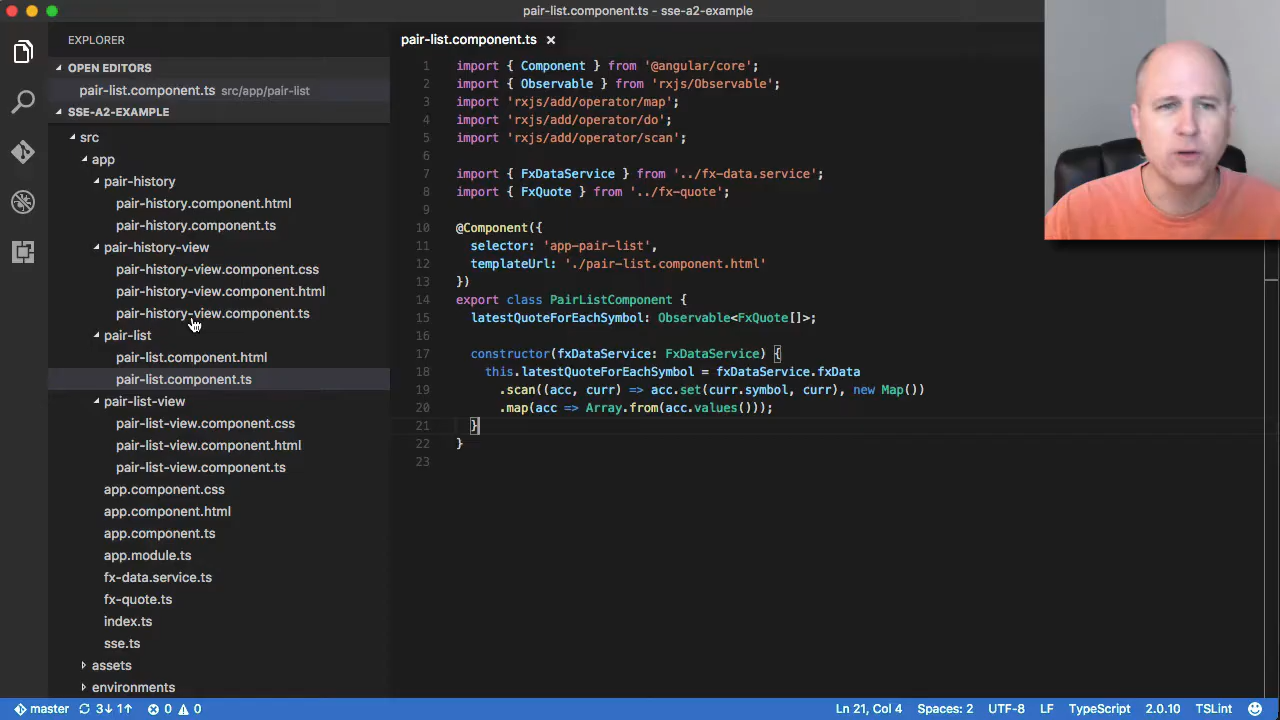 pair-list.component.ts - sse-a2-example
EXPLORER
OPEN EDITORS
pair-list.component.ts src/app/pair-list
SSE-A2-EXAMPLE
src
app
pair-history
pair-history.component.html
pair-history.component.ts
pair-history-view
pair-history-view.component.css
pair-history-view.component.html
pair-history-view.component.ts
pair-list
pair-list.component.html
pair-list.component.ts
pair-list-view
pair-list-view.component.css
pair-list-view.component.html
pair-list-view.component.ts
app.component.css
app.component.html
app.component.ts
app.module.ts
fx-data.service.ts
fx-quote.ts
index.ts
sse.ts
assets
environments
pair-list.component.ts
1 import { Component } from '@angular/core';
2 import { Observable } from 'rxjs/Observable';
3 import 'rxjs/add/operator/map';
4 import 'rxjs/add/operator/do';
5 import 'rxjs/add/operator/scan';
6
7 import { FxDataService } from '../fx-data.service';
8 import { FxQuote } from '../fx-quote';
9
10 @Component({
11 selector: 'app-pair-list',
12 templateUrl: './pair-list.component.html'
13 })
14 export class PairListComponent {
15 latestQuoteForEachSymbol: Observable<FxQuote[]>;
16
17 constructor(fxDataService: FxDataService) {
18 this.latestQuoteForEachSymbol = fxDataService.fxData
19 .scan((acc, curr) => acc.set(curr.symbol, curr), new Map())
20 .map(acc => Array.from(acc.values()));
21 }
22 }
23
master 3↓ 1↑ 0 0 Ln 21, Col 4 Spaces: 2 UTF-8 LF TypeScript 2.0.10 TSLint